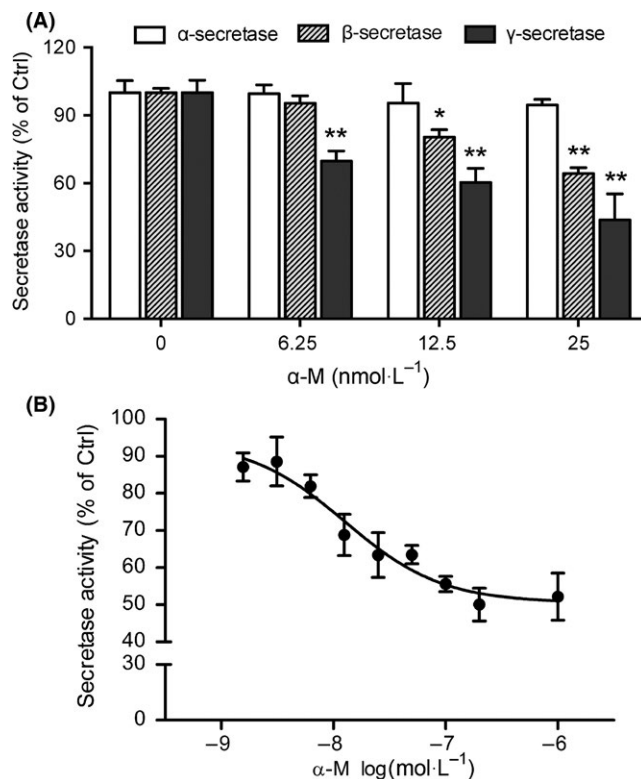 (A)
α-secretase β-secretase γ-secretase
Secretase activity (% of Ctrl)
120
90
60
30
0
**
* **
** **
0 6.25 12.5 25
α-M (nmol·L⁻¹)
(B)
Secretase activity (% of Ctrl)
100
90
80
70
60
50
40
30
0
−9 −8 −7 −6
α-M log(mol·L⁻¹)